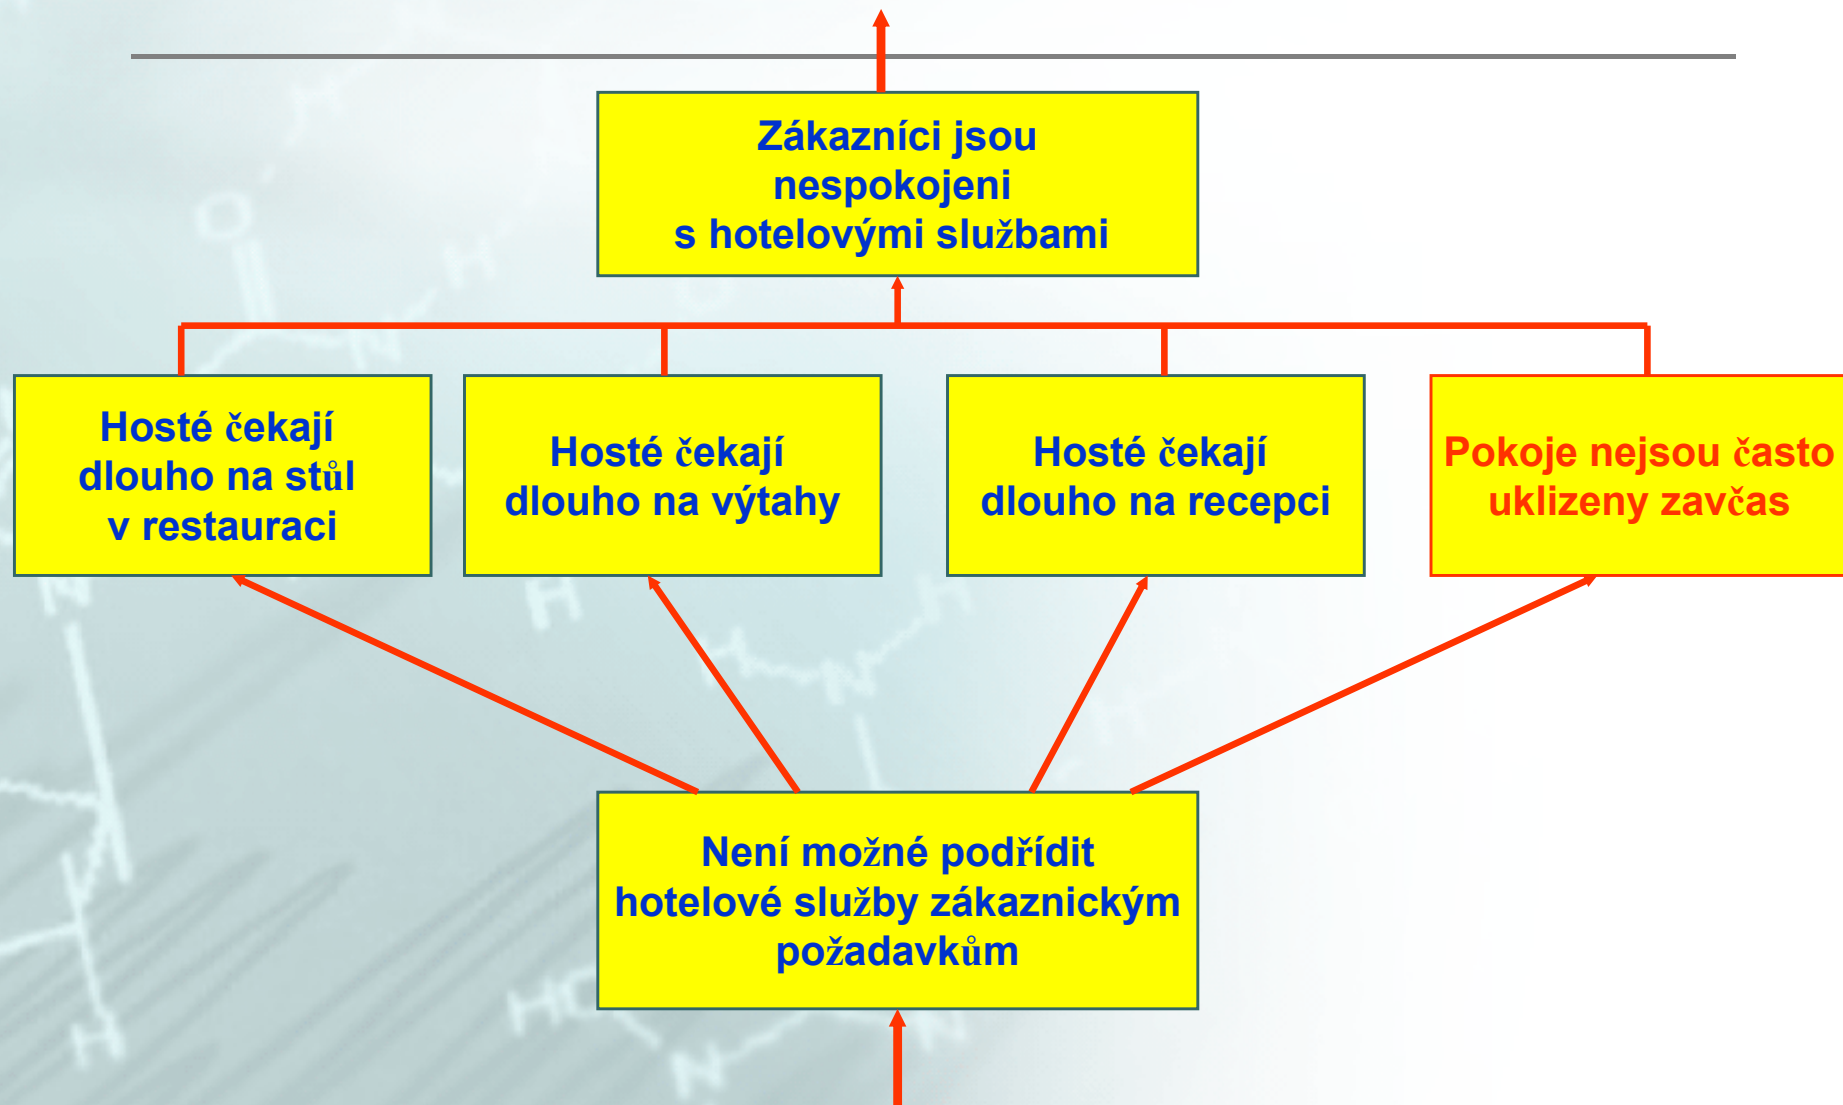 Zákazníci jsou
nespokojeni
s hotelovými službami
Hosté čekají
dlouho na stůl
v restauraci
Hosté čekají
dlouho na výtahy
Hosté čekají
dlouho na recepci
Pokoje nejsou často
uklizeny zavčas
Není možné podřídit
hotelové služby zákaznickým
požadavkům